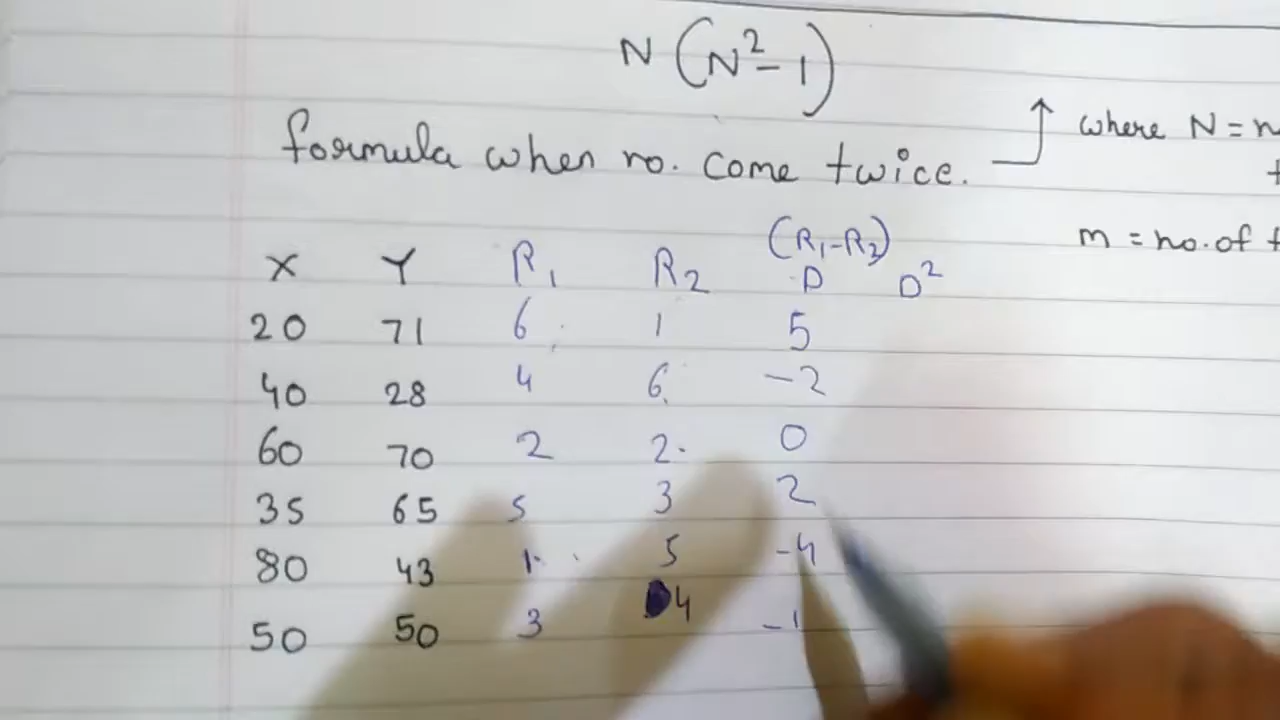 N (N²-1)
formula when no. come twice.
where N =
m = no. of
(R₁-R₂)
X Y R₁ R₂ D D²
20 71 6 1 5
40 28 4 6 -2
60 70 2 2 0
35 65 5 3 2
80 43 1 5 -4
50 50 3 4 -1